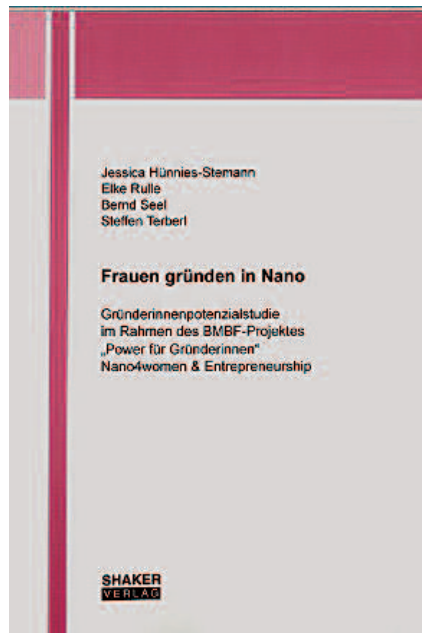 Jessica Hünnies-Stemann
Elke Rulle
Bernd Seel
Steffen Terberl
Frauen gründen in Nano
Gründerinnenpotenzialstudie
im Rahmen des BMBF-Projektes
„Power für Gründerinnen“
Nano4women & Entrepreneurship
SHAKER
VERLAG